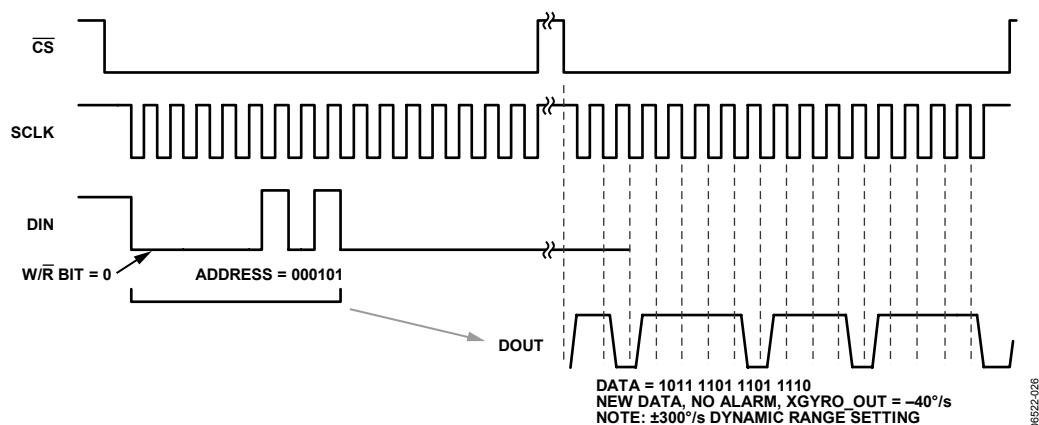 CS
SCLK
DIN
W/R BIT = 0
ADDRESS = 000101
DOUT
DATA = 1011 1101 1101 1110
NEW DATA, NO ALARM, XGYRO_OUT = –40°/s
NOTE: ±300°/s DYNAMIC RANGE SETTING
06522-026